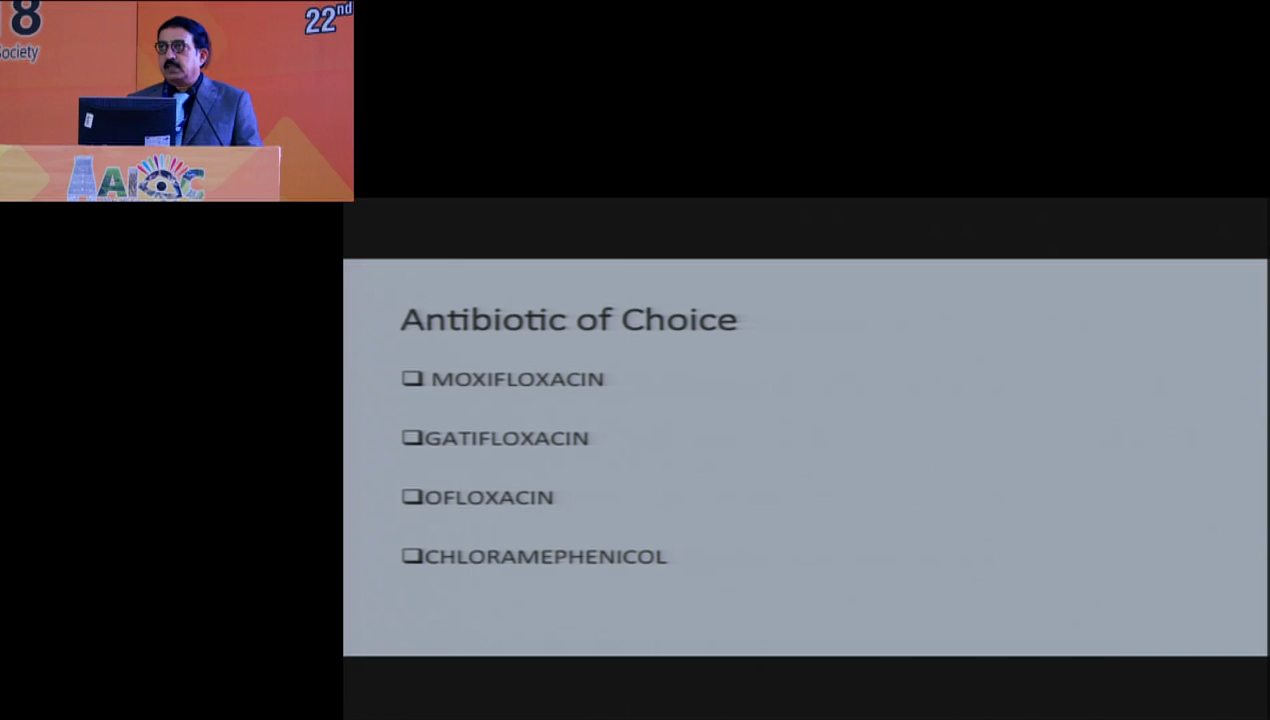 8
Society
22nd
AIOC
Antibiotic of Choice
❑ MOXIFLOXACIN
❑GATIFLOXACIN
❑OFLOXACIN
❑CHLORAMEPHENICOL